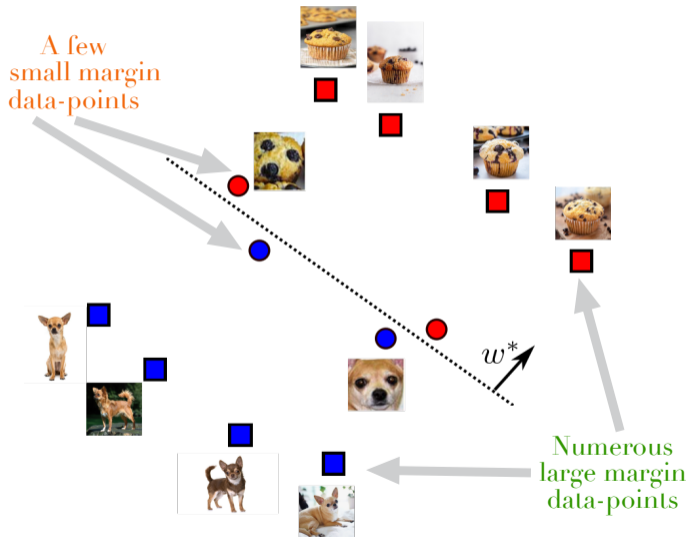 A few
small margin
data-points
w*
Numerous
large margin
data-points